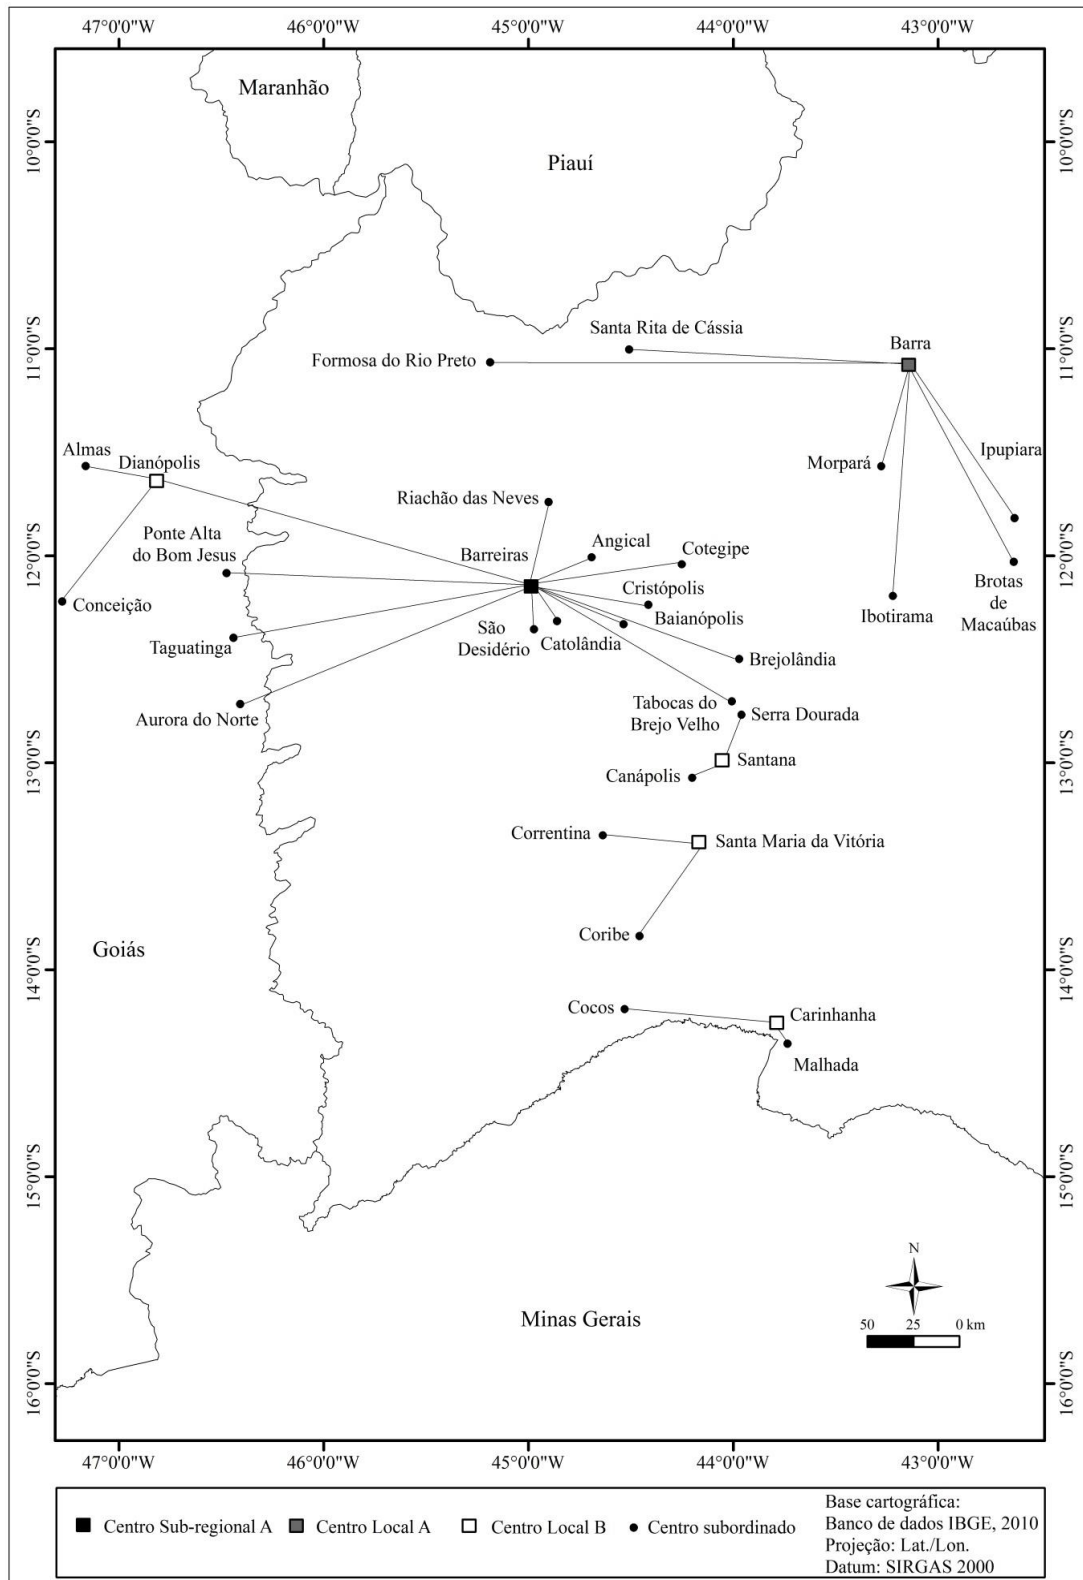 47°0'0"W 46°0'0"W 45°0'0"W 44°0'0"W 43°0'0"W
Maranhão
Piauí
10°0'0"S
10°0'0"S
Santa Rita de Cássia
Barra
11°0'0"S
11°0'0"S
Formosa do Rio Preto
Almas
Dianópolis
Ipupiara
Morpará
Riachão das Neves
Ponte Alta
do Bom Jesus
Barreiras
Angical
Cotegipe
12°0'0"S
12°0'0"S
Cristópolis
Brotas
de
Macaúbas
Conceição
Ibotirama
Baianópolis
São
Desidério
Catolândia
Taguatinga
Brejolândia
Aurora do Norte
Tabocas do
Brejo Velho
Serra Dourada
13°0'0"S
13°0'0"S
Santana
Canápolis
Correntina
Santa Maria da Vitória
Coribe
Goiás
14°0'0"S
14°0'0"S
Cocos
Carinhanha
Malhada
15°0'0"S
15°0'0"S
N
Minas Gerais
50 25 0 km
16°0'0"S
16°0'0"S
47°0'0"W 46°0'0"W 45°0'0"W 44°0'0"W 43°0'0"W
Centro Sub-regional A Centro Local A Centro Local B Centro subordinado
Base cartográfica:
Banco de dados IBGE, 2010
Projeção: Lat./Lon.
Datum: SIRGAS 2000